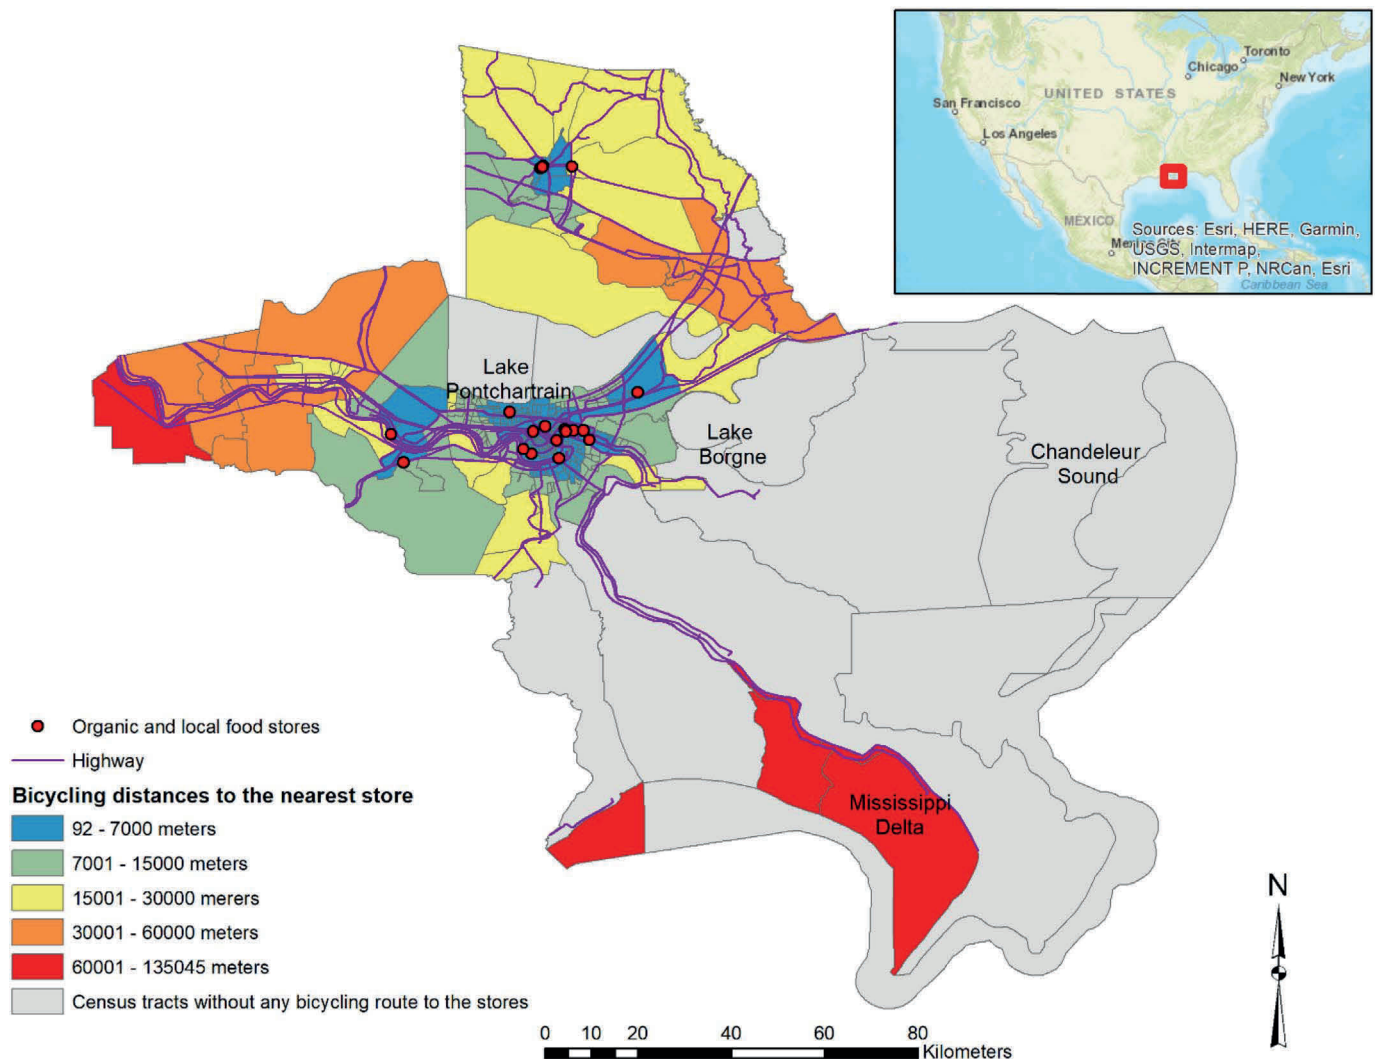 Toronto
Chicago
New York
UNITED STATES
San Francisco
Los Angeles
MÉXICO
Sources: Esri, HERE, Garmin,
USGS, Intermap,
INCREMENT P, NRCan, Esri
Caribbean Sea
Lake
Pontchartrain
Lake
Borgne
Chandeleur
Sound
Mississippi
Delta
Organic and local food stores
Highway
Bicycling distances to the nearest store
92 - 7000 meters
7001 - 15000 meters
15001 - 30000 merers
30001 - 60000 meters
60001 - 135045 meters
Census tracts without any bicycling route to the stores
N
0 10 20 40 60 80
Kilometers